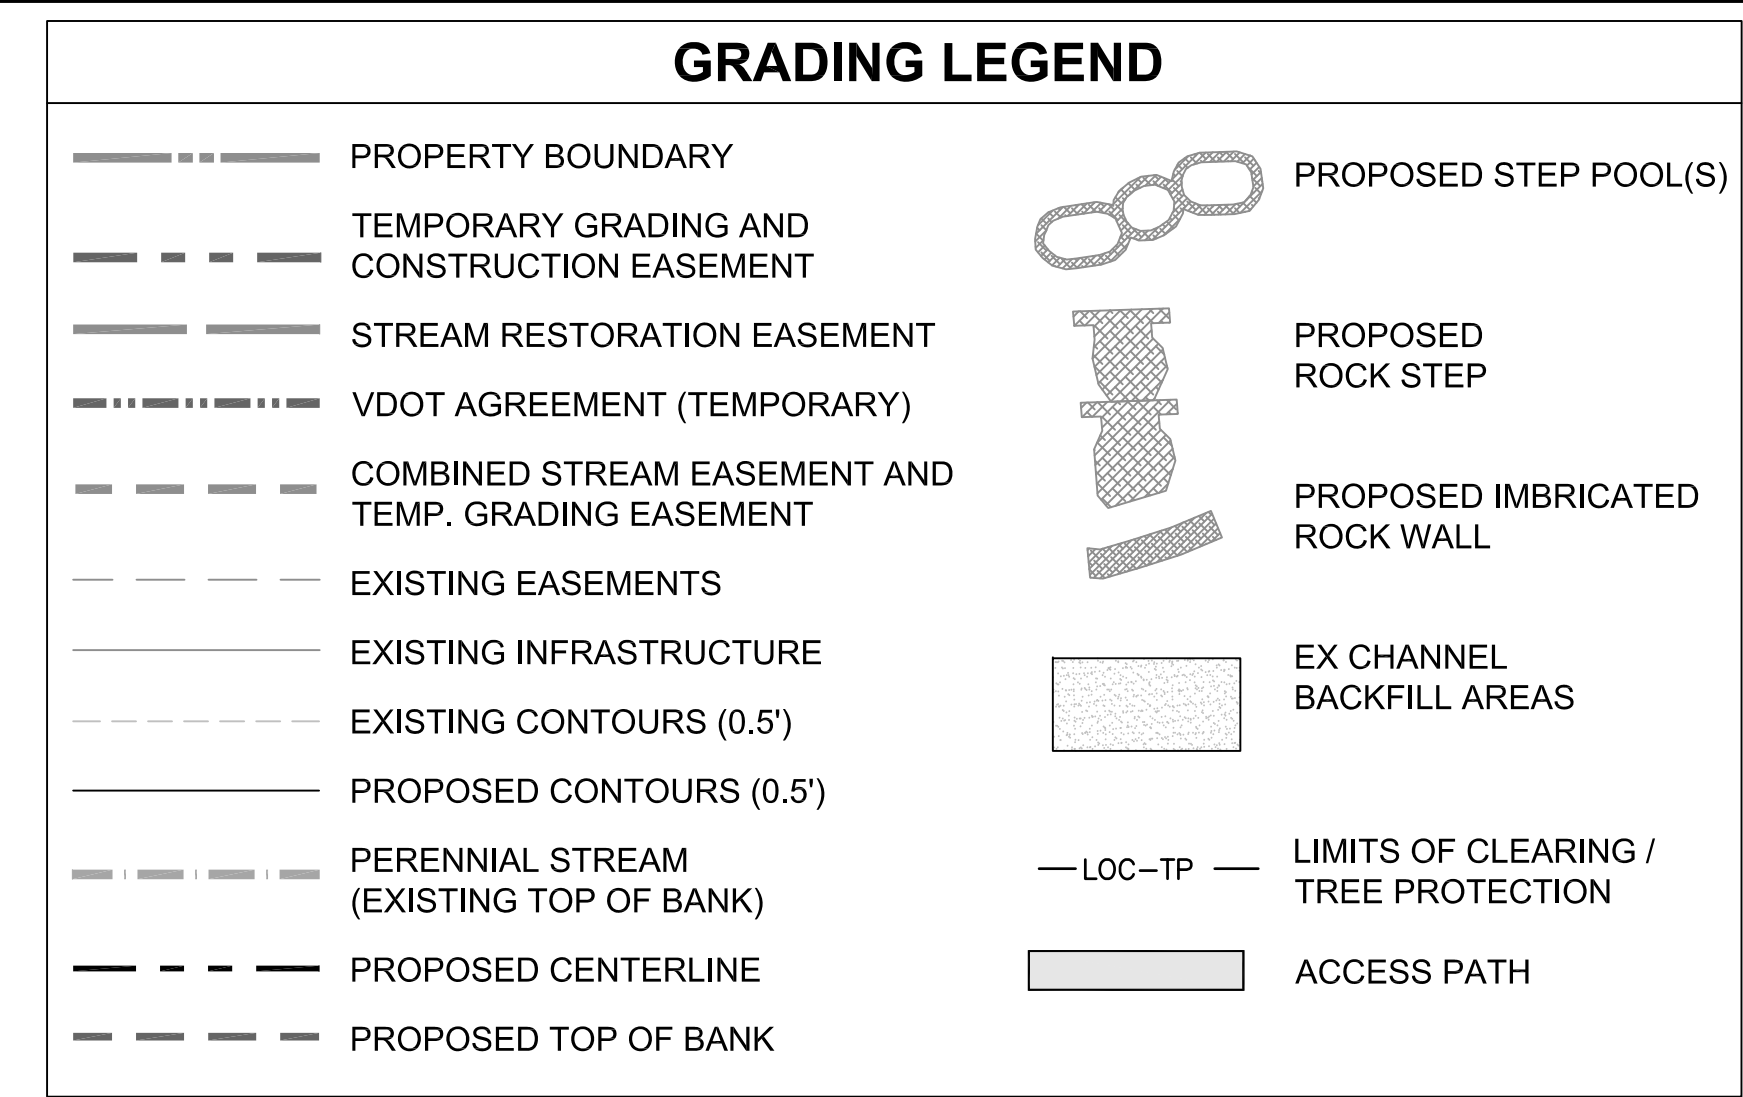 GRADING LEGEND
PROPERTY BOUNDARY
TEMPORARY GRADING AND
CONSTRUCTION EASEMENT
STREAM RESTORATION EASEMENT
VDOT AGREEMENT (TEMPORARY)
COMBINED STREAM EASEMENT AND
TEMP. GRADING EASEMENT
EXISTING EASEMENTS
EXISTING INFRASTRUCTURE
EXISTING CONTOURS (0.5')
PROPOSED CONTOURS (0.5')
PERENNIAL STREAM
(EXISTING TOP OF BANK)
PROPOSED CENTERLINE
PROPOSED TOP OF BANK
PROPOSED STEP POOL(S)
PROPOSED
ROCK STEP
PROPOSED IMBRICATED
ROCK WALL
EX CHANNEL
BACKFILL AREAS
LOC-TP
LIMITS OF CLEARING /
TREE PROTECTION
ACCESS PATH